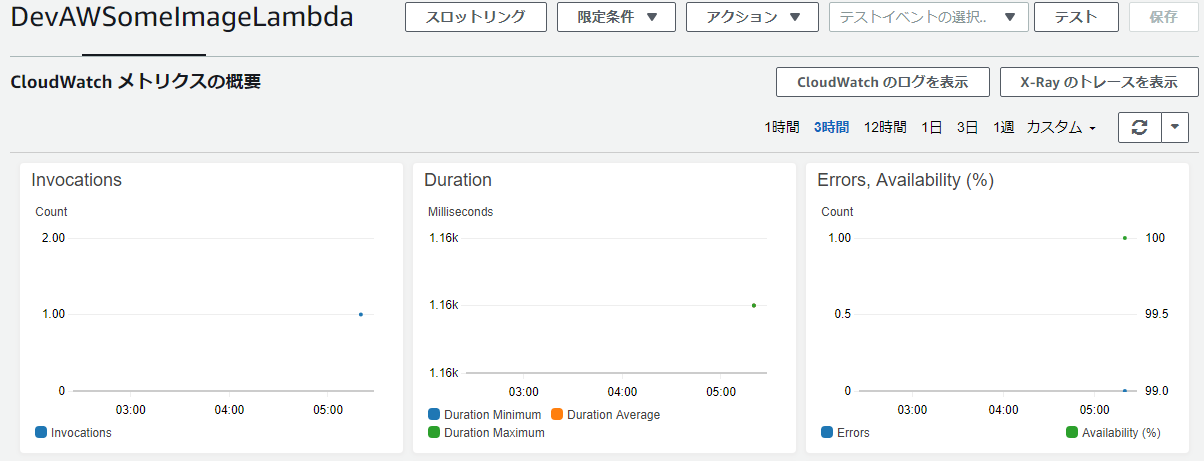 DevAWSomeImageLambda
スロットリング 限定条件 ▼ アクション ▼ テストイベントの選択.. ▼ テスト 保存
CloudWatch メトリクスの概要
CloudWatch のログを表示 X-Ray のトレースを表示
1時間 3時間 12時間 1日 3日 1週 カスタム
Invocations
Count
2.00
1.00
0
03:00 04:00 05:00
Invocations
Duration
Milliseconds
1.16k
1.16k
1.16k
03:00 04:00 05:00
Duration Minimum Duration Average
Duration Maximum
Errors, Availability (%)
Count
1.00 100
0.5 99.5
0 99.0
03:00 04:00 05:00
Errors Availability (%)